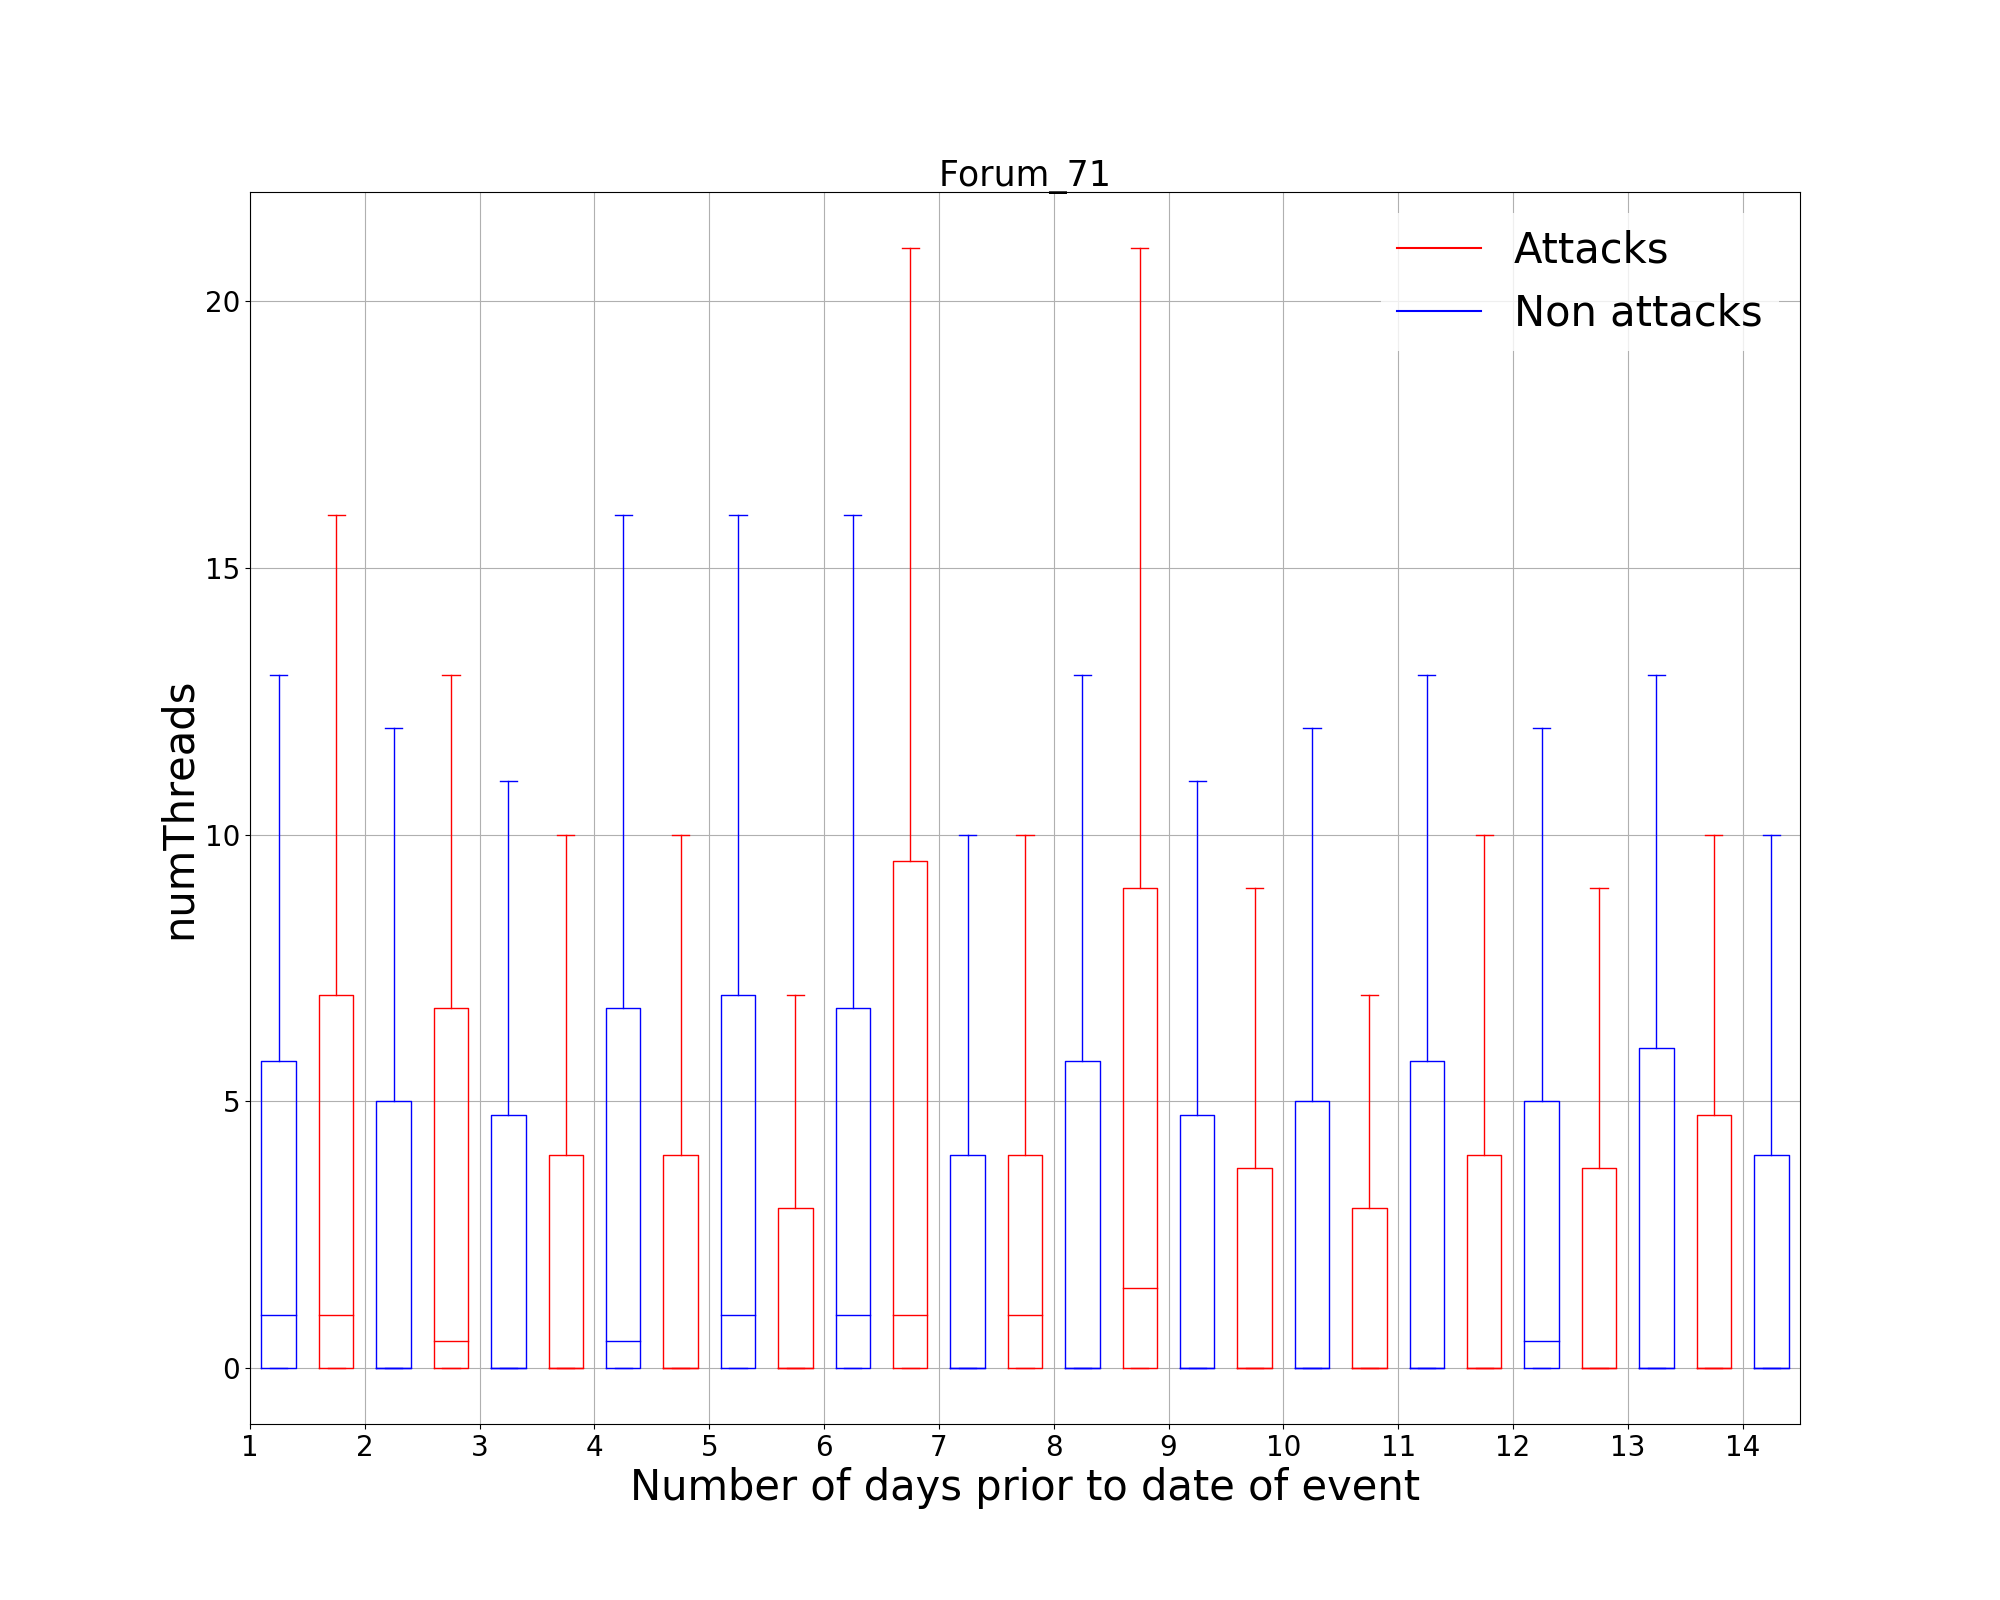 Forum_71
Attacks
Non attacks
numThreads
20
15
10
5
0
1 2 3 4 5 6 7 8 9 10 11 12 13 14
Number of days prior to date of event